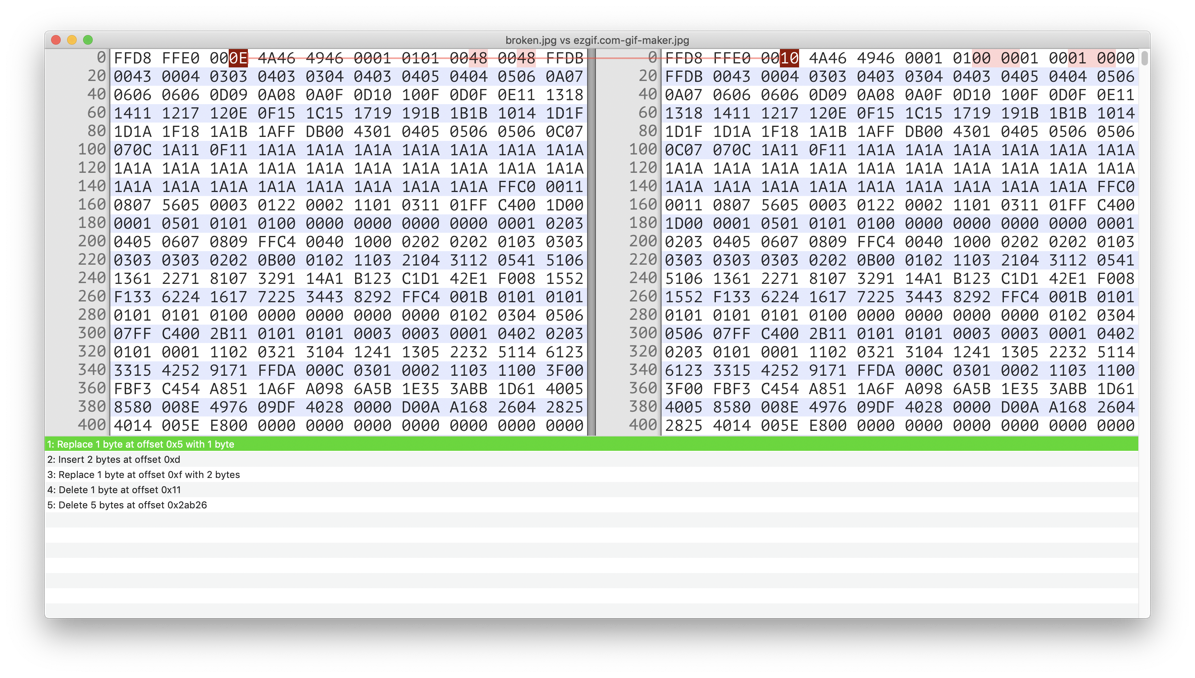 broken.jpg vs ezgif.com-gif-maker.jpg
0 FFD8 FFE0 000E 4A46 4946 0001 0101 0048 0048 FFDB
20 0043 0004 0303 0403 0304 0403 0405 0404 0506 0A07
40 0606 0606 0D09 0A08 0A0F 0D10 100F 0D0F 0E11 1318
60 1411 1217 120E 0F15 1C15 1719 191B 1B1B 1014 1D1F
80 1D1A 1F18 1A1B 1AFF DB00 4301 0405 0506 0506 0C07
100 070C 1A11 0F11 1A1A 1A1A 1A1A 1A1A 1A1A 1A1A 1A1A
120 1A1A 1A1A 1A1A 1A1A 1A1A 1A1A 1A1A 1A1A 1A1A 1A1A
140 1A1A 1A1A 1A1A 1A1A 1A1A 1A1A 1A1A 1A1A FFC0 0011
160 0807 5605 0003 0122 0002 1101 0311 01FF C400 1D00
180 0001 0501 0101 0100 0000 0000 0000 0000 0001 0203
200 0405 0607 0809 FFC4 0040 1000 0202 0202 0103 0303
220 0303 0303 0202 0B00 0102 1103 2104 3112 0541 5106
240 1361 2271 8107 3291 14A1 B123 C1D1 42E1 F008 1552
260 F133 6224 1617 7225 3443 8292 FFC4 001B 0101 0101
280 0101 0101 0100 0000 0000 0000 0000 0102 0304 0506
300 07FF C400 2B11 0101 0101 0003 0003 0001 0402 0203
320 0101 0001 1102 0321 3104 1241 1305 2232 5114 6123
340 3315 4252 9171 FFDA 000C 0301 0002 1103 1100 3F00
360 FBF3 C454 A851 1A6F A098 6A5B 1E35 3ABB 1D61 4005
380 8580 008E 4976 09DF 4028 0000 D00A A168 2604 2825
400 4014 005E E800 0000 0000 0000 0000 0000 0000 0000
0 FFD8 FFE0 0010 4A46 4946 0001 0100 0001 0001 0000
20 FFDB 0043 0004 0303 0403 0304 0403 0405 0404 0506
40 0A07 0606 0606 0D09 0A08 0A0F 0D10 100F 0D0F 0E11
60 1318 1411 1217 120E 0F15 1C15 1719 191B 1B1B 1014
80 1D1F 1D1A 1F18 1A1B 1AFF DB00 4301 0405 0506 0506
100 0C07 070C 1A11 0F11 1A1A 1A1A 1A1A 1A1A 1A1A 1A1A
120 1A1A 1A1A 1A1A 1A1A 1A1A 1A1A 1A1A 1A1A 1A1A 1A1A
140 1A1A 1A1A 1A1A 1A1A 1A1A 1A1A 1A1A 1A1A 1A1A FFC0
160 0011 0807 5605 0003 0122 0002 1101 0311 01FF C400
180 1D00 0001 0501 0101 0100 0000 0000 0000 0000 0001
200 0203 0405 0607 0809 FFC4 0040 1000 0202 0202 0103
220 0303 0303 0303 0202 0B00 0102 1103 2104 3112 0541
240 5106 1361 2271 8107 3291 14A1 B123 C1D1 42E1 F008
260 1552 F133 6224 1617 7225 3443 8292 FFC4 001B 0101
280 0101 0101 0101 0100 0000 0000 0000 0000 0102 0304
300 0506 07FF C400 2B11 0101 0101 0003 0003 0001 0402
320 0203 0101 0001 1102 0321 3104 1241 1305 2232 5114
340 6123 3315 4252 9171 FFDA 000C 0301 0002 1103 1100
360 3F00 FBF3 C454 A851 1A6F A098 6A5B 1E35 3ABB 1D61
380 4005 8580 008E 4976 09DF 4028 0000 D00A A168 2604
400 2825 4014 005E E800 0000 0000 0000 0000 0000 0000
1: Replace 1 byte at offset 0x5 with 1 byte
2: Insert 2 bytes at offset 0xd
3: Replace 1 byte at offset 0xf with 2 bytes
4: Delete 1 byte at offset 0x11
5: Delete 5 bytes at offset 0x2ab26